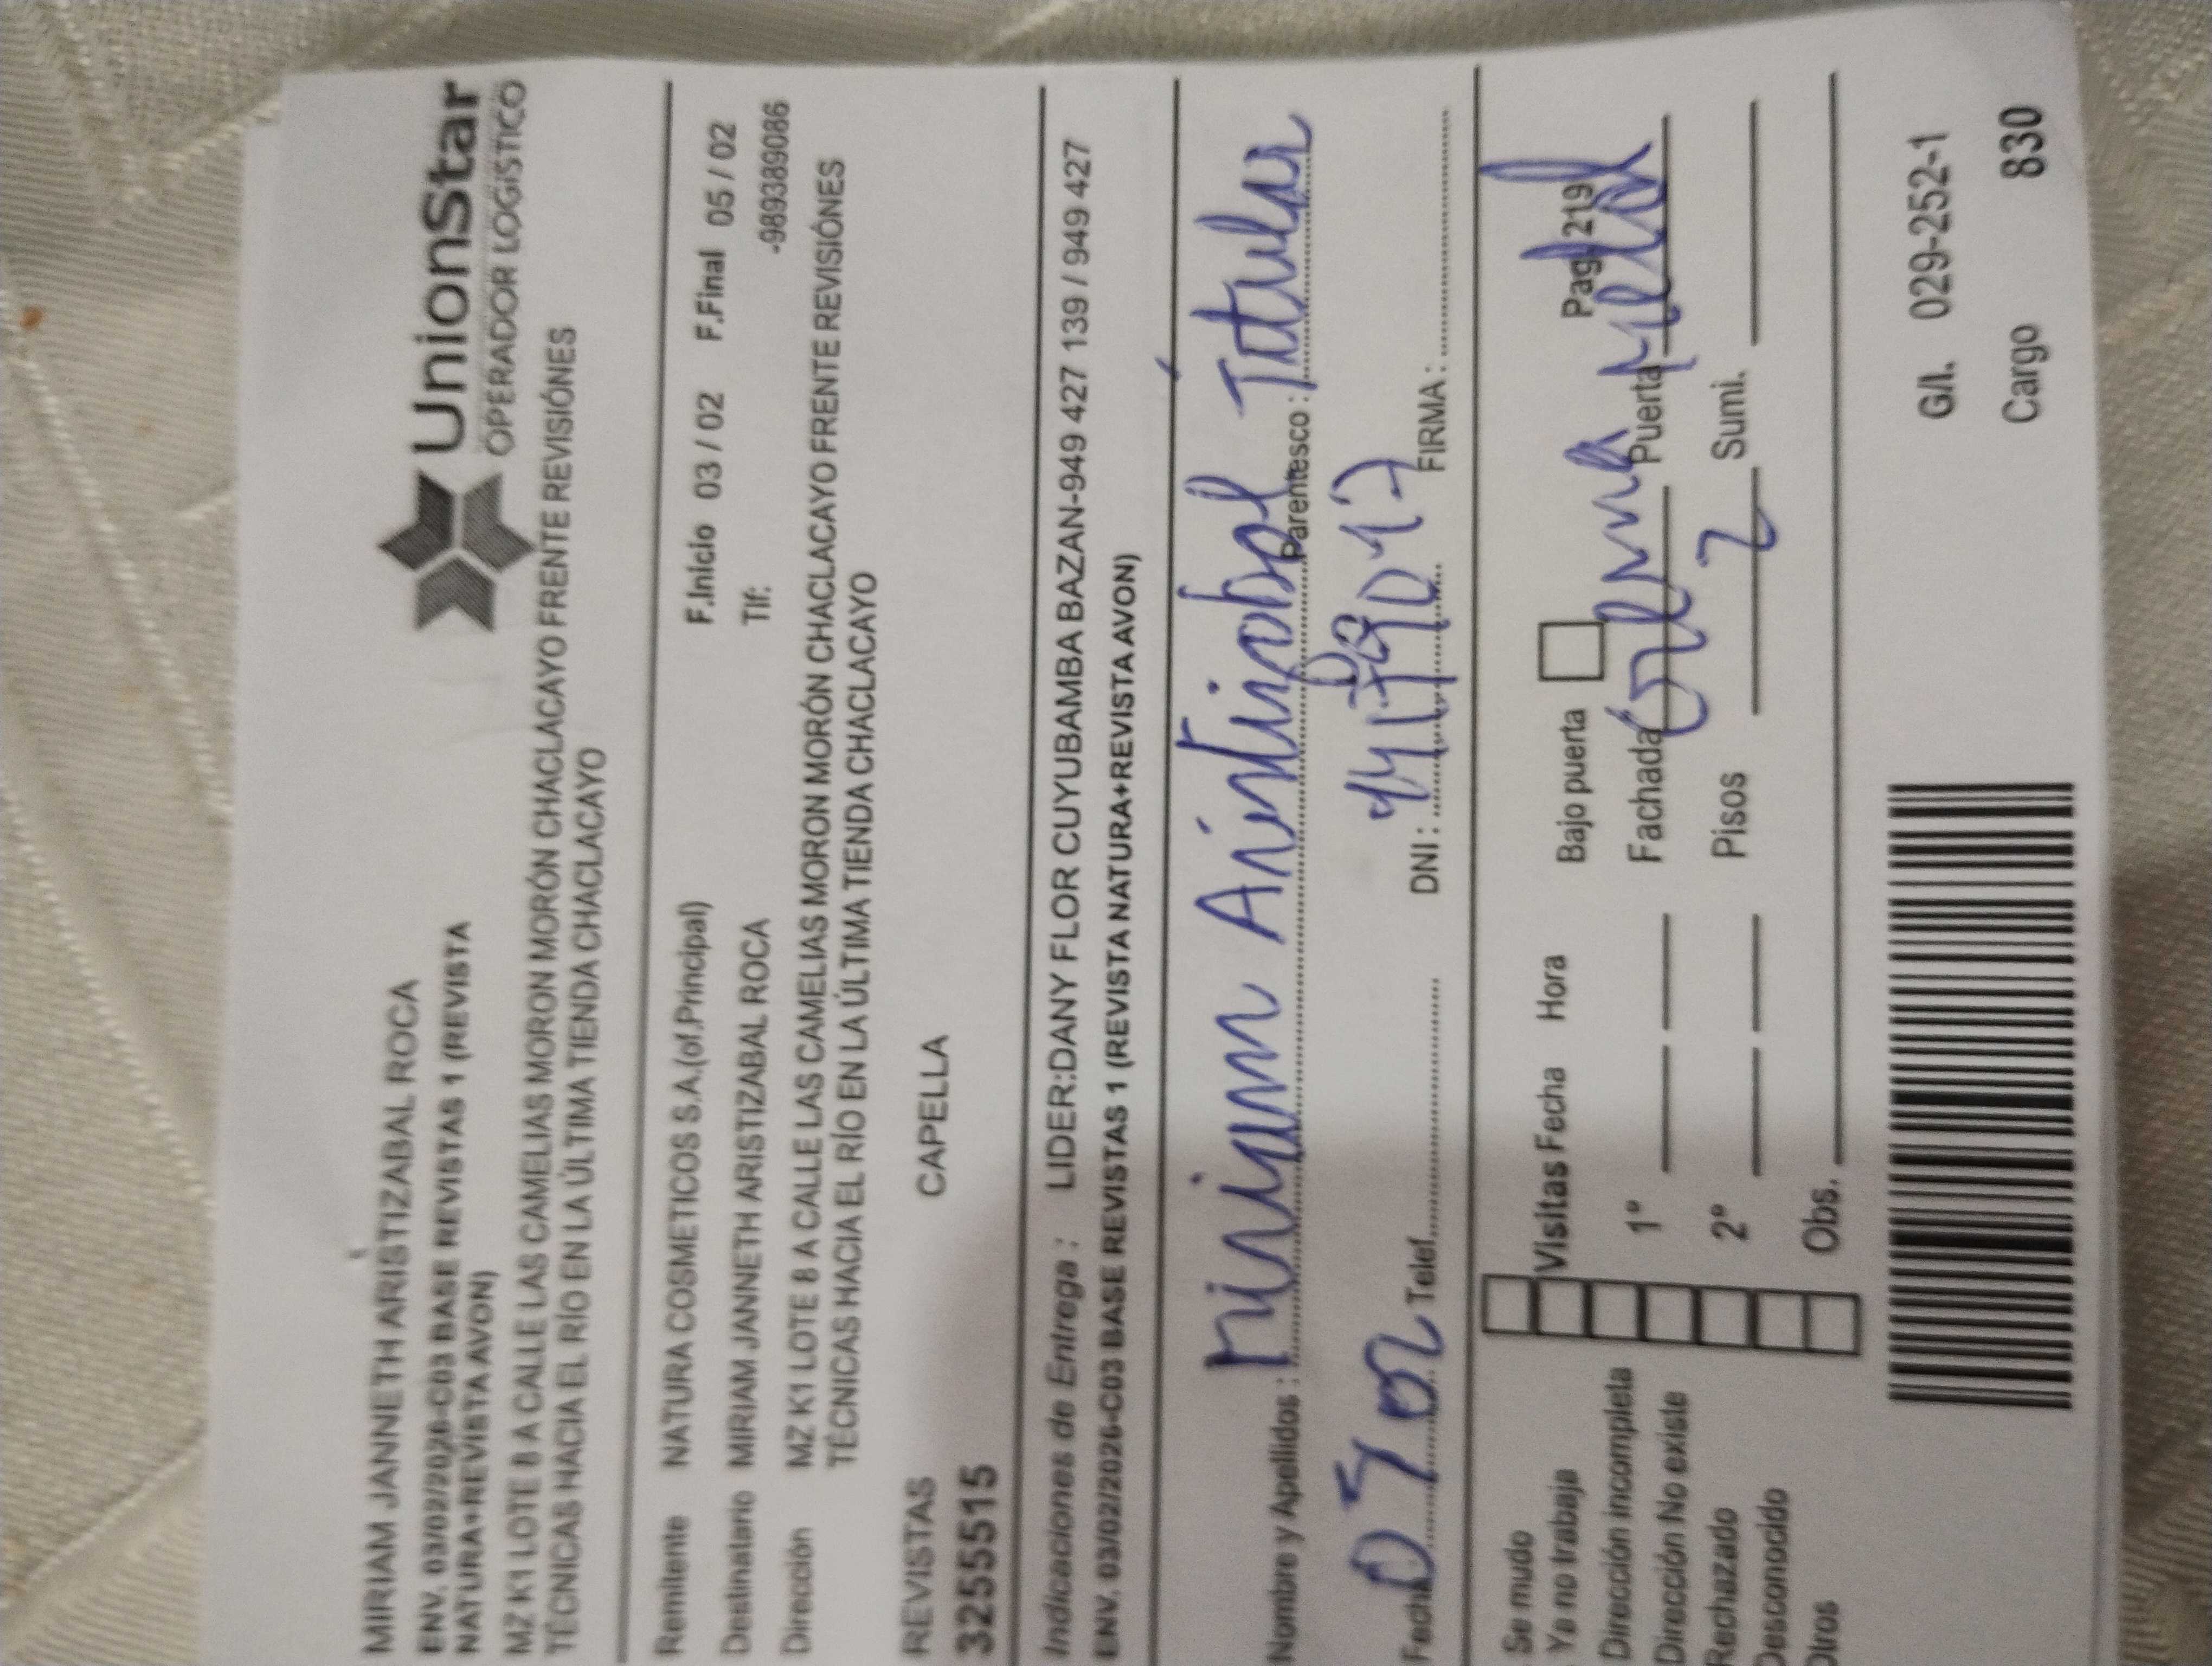 MIRIAM JANNETH ARISTIZABAL ROCA
ENV. 03/02/2026-C03 BASE REVISTAS 1 (REVISTA
NATURA+REVISTA AVON)
UnionStar
OPERADOR LOGÍSTICO
MZ K1 LOTE 8 A CALLE LAS CAMELIAS MORON MORÓN CHACLACAYO FRENTE REVISIÓNES
TÉCNICAS HACIA EL RÍO EN LA ÚLTIMA TIENDA CHACLACAYO
Remitente NATURA COSMETICOS S.A.(of.Principal) F.Inicio 03 / 02 F.Final 05 / 02
Destinatario MIRIAM JANNETH ARISTIZABAL ROCA Tlf: -989389086
Dirección MZ K1 LOTE 8 A CALLE LAS CAMELIAS MORON MORÓN CHACLACAYO FRENTE REVISIÓNES
TÉCNICAS HACIA EL RÍO EN LA ÚLTIMA TIENDA CHACLACAYO
REVISTAS CAPELLA
3255515
Indicaciones de Entrega : LIDER:DANY FLOR CUYUBAMBA BAZAN-949 427 139 / 949 427
ENV. 03/02/2026-C03 BASE REVISTAS 1 (REVISTA NATURA+REVISTA AVON)
Nombre y Apellidos : Miriam Parentesco : Titular
Fecha Telef. DNI : FIRMA :
Se mudo
Ya no trabaja Visitas Fecha Hora Bajo puerta Pag. 219
Dirección incompleta 1º Fachada Puerta
Dirección No existe
Rechazado 2º Pisos 2 Sumi.
Desconocido
Otros Obs.
G/I. 029-252-1
Cargo 830